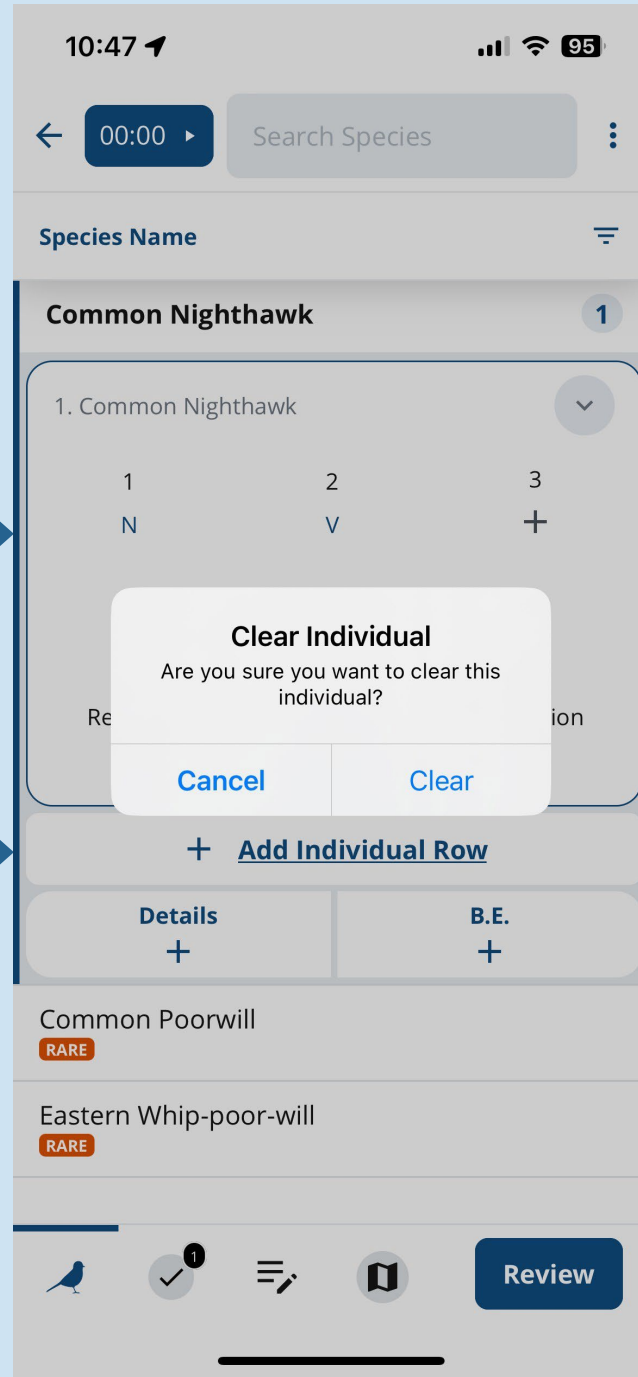 10:47
95
00:00
Search Species
Species Name
Common Nighthawk
1
1. Common Nighthawk
1 2 3
N V +
Clear Individual
Are you sure you want to clear this
individual?
Cancel Clear
+ Add Individual Row
Details B.E.
+ +
Common Poorwill
RARE
Eastern Whip-poor-will
RARE
1
Review